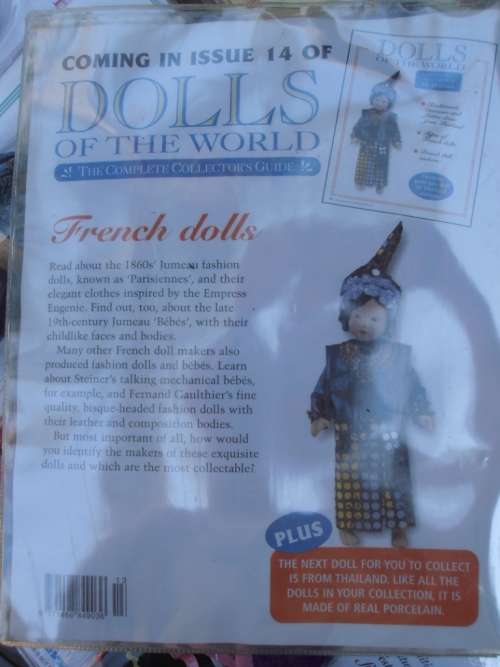 COMING IN ISSUE 14 OF
DOLLS
OF THE WORLD
THE COMPLETE COLLECTOR'S GUIDE
DOLLS
OF THE WORLD
French dolls
Read about the 1860s' Jumeau fashion
dolls, known as 'Parisiennes', and their
elegant clothes inspired by the Empress
Eugenie. Find out, too, about the late
19th-century Jumeau 'Bébés', with their
childlike faces and bodies.
Many other French doll makers also
produced fashion dolls and bébés. Learn
about Steiner's talking mechanical bébés,
for example, and Fernand Gaulthier's fine
quality, bisque-headed fashion dolls with
their leather and composition bodies.
But most important of all, how would
you identify the makers of these exquisite
dolls and which are the most collectable?
PLUS
THE NEXT DOLL FOR YOU TO COLLECT
IS FROM THAILAND. LIKE ALL THE
DOLLS IN YOUR COLLECTION, IT IS
MADE OF REAL PORCELAIN.
13